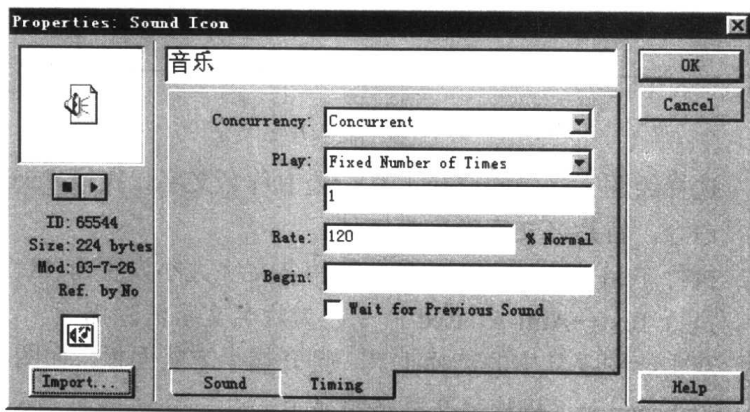 Properties: Sound Icon
音乐
OK
Cancel
Concurrency: Concurrent
Play: Fixed Number of Times
1
Rate: 120 % Normal
Begin:
Wait for Previous Sound
ID: 65544
Size: 224 bytes
Mod: 03-7-26
Ref. by No
Import...
Sound Timing
Help